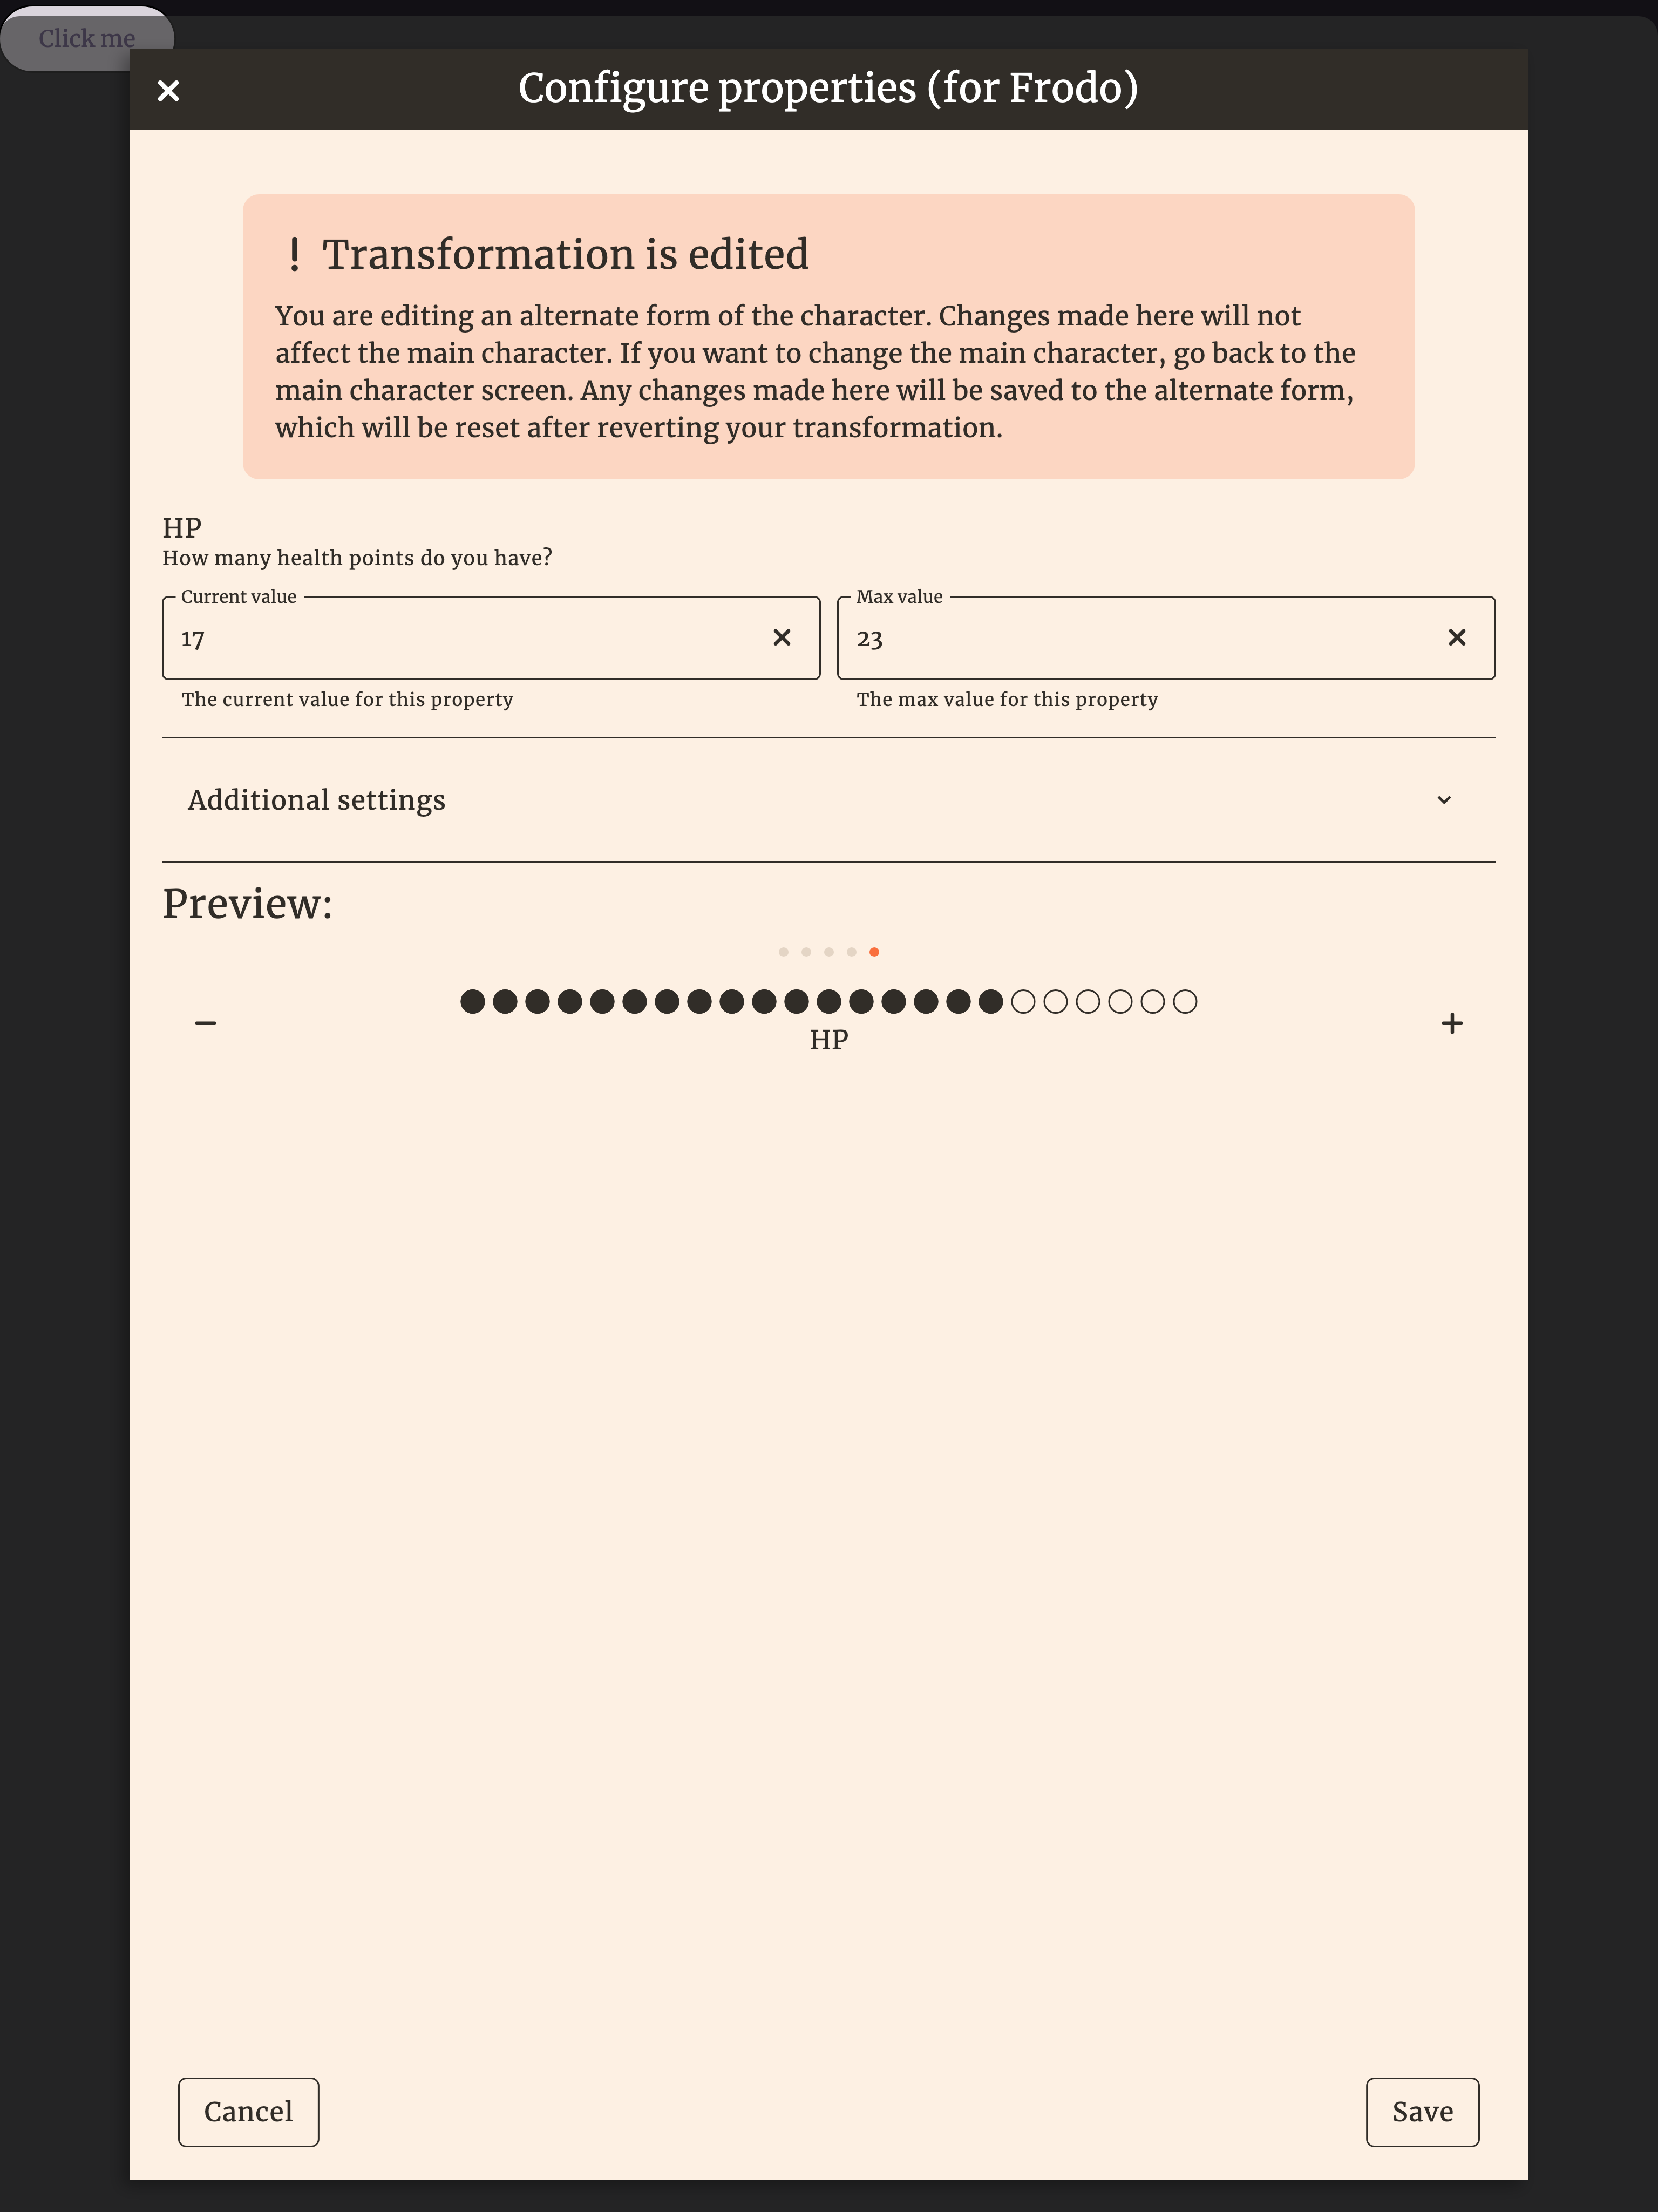 Click me
Configure properties (for Frodo)
! Transformation is edited
You are editing an alternate form of the character. Changes made here will not
affect the main character. If you want to change the main character, go back to the
main character screen. Any changes made here will be saved to the alternate form,
which will be reset after reverting your transformation.
HP
How many health points do you have?
Current value
17
The current value for this property
Max value
23
The max value for this property
Additional settings
Preview:
HP
Cancel
Save